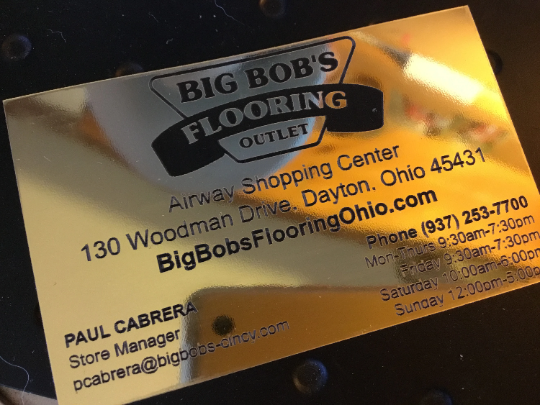 BIG BOB'S
FLOORING
OUTLET
Airway Shopping Center
130 Woodman Drive, Dayton, Ohio 45431
BigBobsFlooringOhio.com
Phone (937) 253-7700
Mon-Thurs 9:30am-7:30pm
Friday 9:30am-7:30pm
Saturday 10:00am-6:00pm
Sunday 12:00pm-5:00pm
PAUL CABRERA
Store Manager
pcabrera@bigbobs-cincy.com